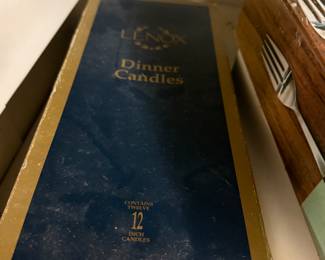 LENOX
Dinner
Candles
CONTAINS
TWELVE
12
INCH
CANDLES